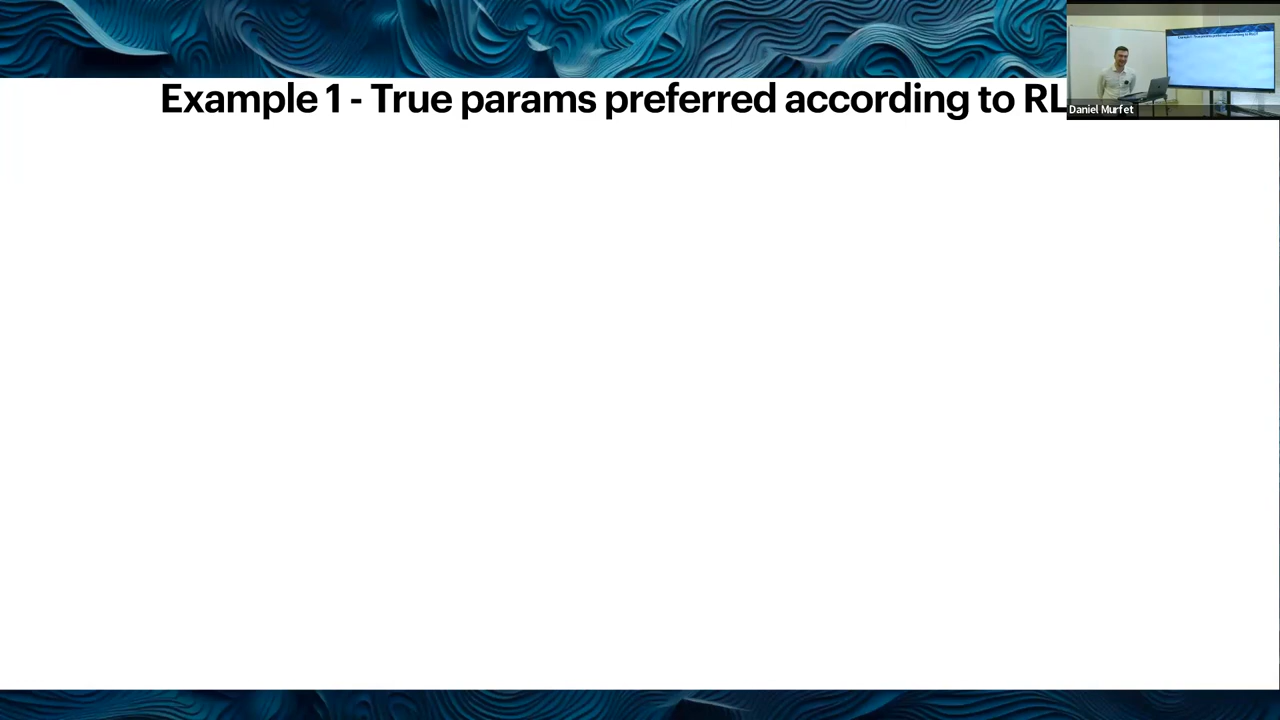 Example 1 - True params preferred according to RL
Daniel Murfet